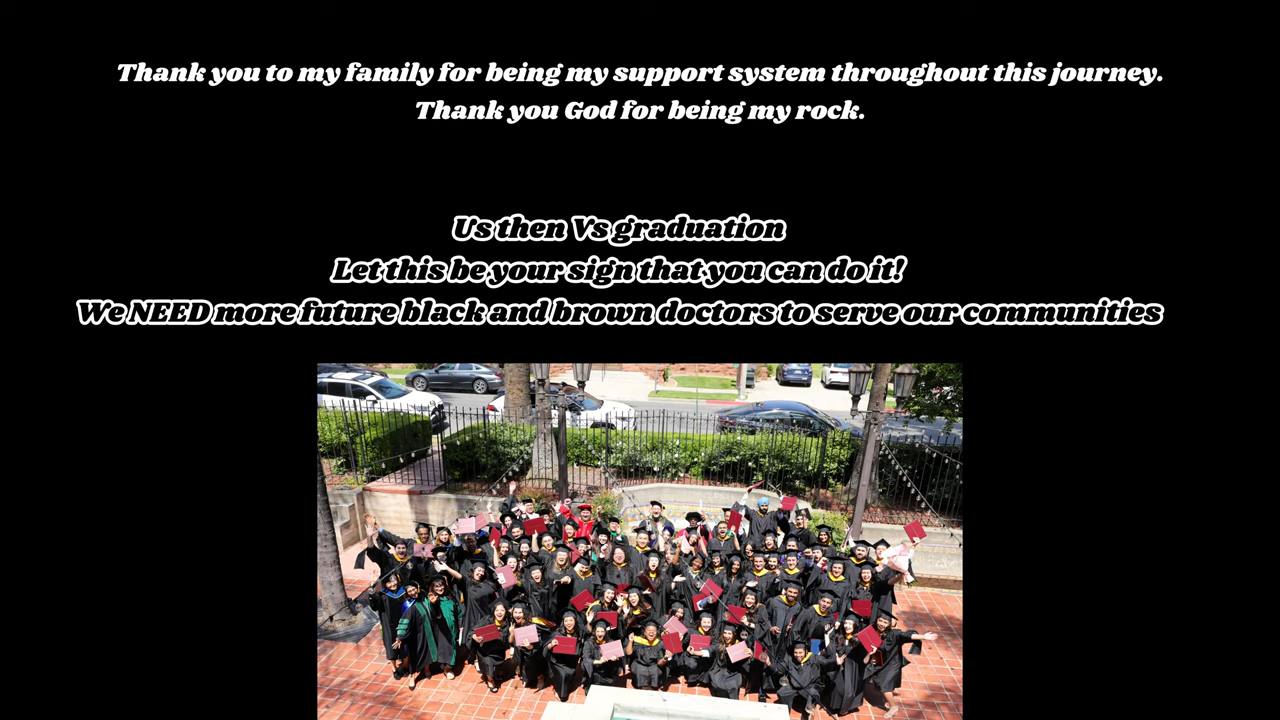 Thank you to my family for being my support system throughout this journey.
Thank you God for being my rock.
Us then Vs graduation
Let this be your sign that you can do it!
We NEED more future black and brown doctors to serve our communities